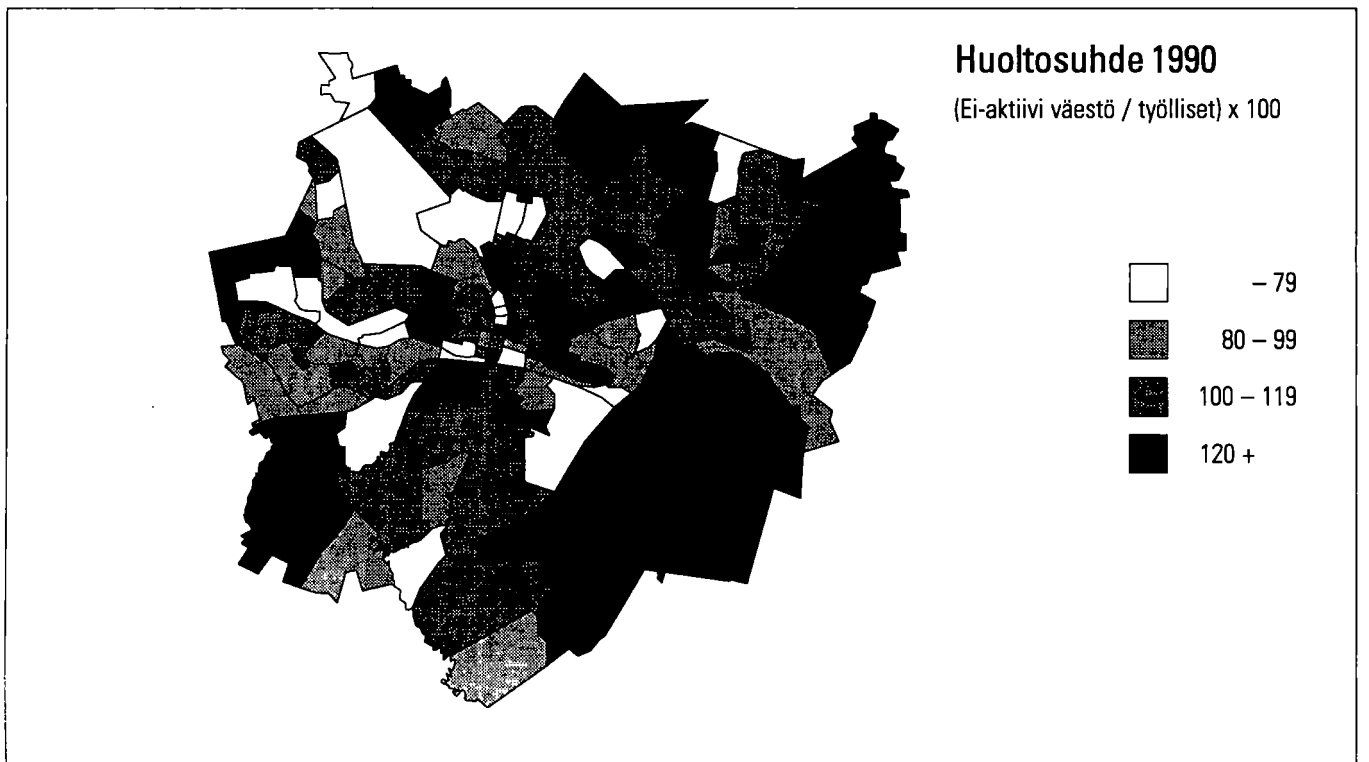 Huoltosuhde 1990
(Ei-aktiivi väestö / työlliset) x 100
– 79
80 – 99
100 – 119
120 +